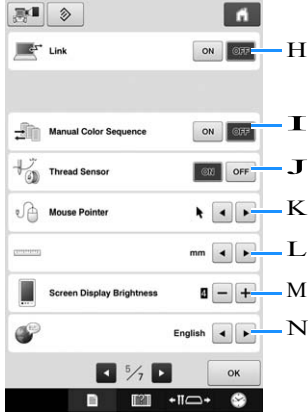 Link ON OFF H
Manual Color Sequence ON OFF I
Thread Sensor ON OFF J
Mouse Pointer K
mm L
Screen Display Brightness 4 − + M
English N
5/7 OK